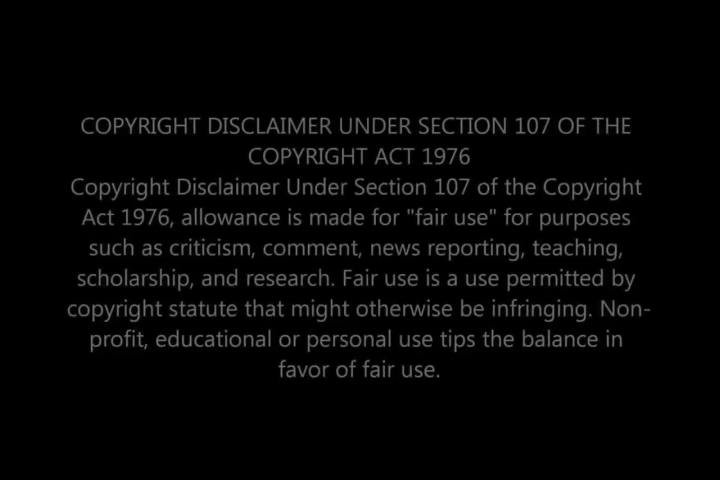 COPYRIGHT DISCLAIMER UNDER SECTION 107 OF THE
COPYRIGHT ACT 1976
Copyright Disclaimer Under Section 107 of the Copyright
Act 1976, allowance is made for "fair use" for purposes
such as criticism, comment, news reporting, teaching,
scholarship, and research. Fair use is a use permitted by
copyright statute that might otherwise be infringing. Non-
profit, educational or personal use tips the balance in
favor of fair use.